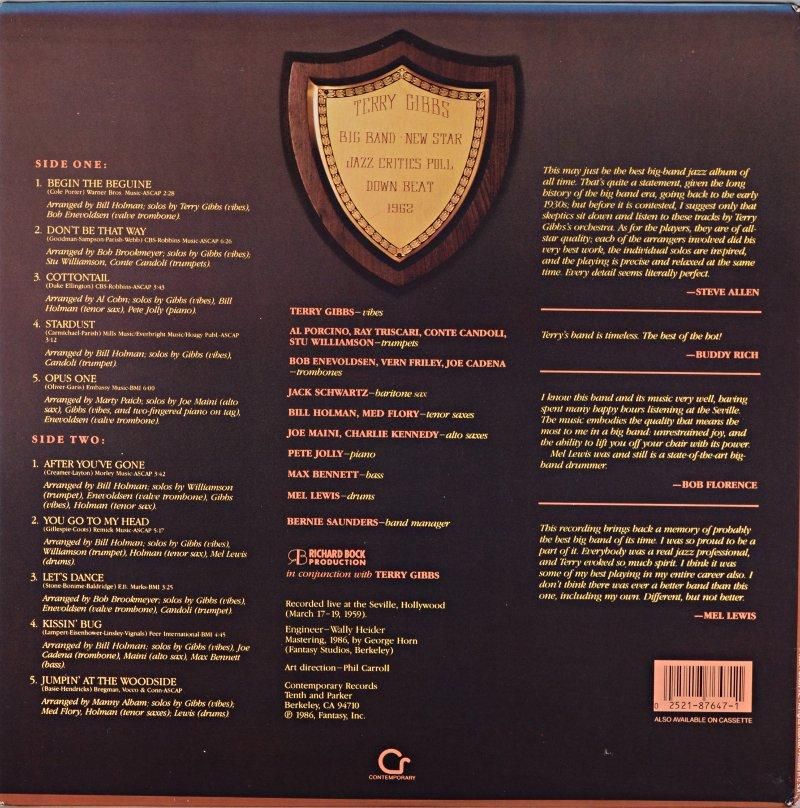 TERRY GIBBS
BIG BAND - NEW STAR
JAZZ CRITICS POLL
DOWN BEAT
1962
SIDE ONE:
1. BEGIN THE BEGUINE
(Cole Porter) Warner Bros. Music-ASCAP 2:28
Arranged by Bill Holman; solos by Terry Gibbs (vibes),
Bob Enevoldsen (valve trombone).
2. DON'T BE THAT WAY
(Goodman-Sampson-Parish-Webb) CBS-Robbins Music-ASCAP 6:26
Arranged by Bob Brookmeyer; solos by Gibbs (vibes);
Stu Williamson, Conte Candoli (trumpets).
3. COTTONTAIL
(Duke Ellington) CBS-Robbins-ASCAP 3:43
Arranged by Al Cohn; solos by Gibbs (vibes), Bill
Holman (tenor sax), Pete Jolly (piano).
4. STARDUST
(Carmichael-Parish) Mills Music/Everbright Music/Hoagy Publ.-ASCAP
3:12
Arranged by Bill Holman; solos by Gibbs (vibes),
Candoli (trumpet).
5. OPUS ONE
(Oliver-Garis) Embassy Music-BMI 6:00
Arranged by Marty Paich; solos by Joe Maini (alto
sax), Gibbs (vibes, and two-fingered piano on tag),
Enevoldsen (valve trombone).
SIDE TWO:
1. AFTER YOU'VE GONE
(Creamer-Layton) Morley Music-ASCAP 3:42
Arranged by Bill Holman; solos by Williamson
(trumpet), Enevoldsen (valve trombone), Gibbs
(vibes), Holman (tenor sax).
2. YOU GO TO MY HEAD
(Gillespie-Coots) Remick Music-ASCAP 5:17
Arranged by Bill Holman; solos by Gibbs (vibes),
Williamson (trumpet), Holman (tenor sax), Mel Lewis
(drums).
3. LET'S DANCE
(Stone-Bonime-Baldridge) E.B. Marks-BMI 3:25
Arranged by Bob Brookmeyer; solos by Gibbs (vibes),
Enevoldsen (valve trombone), Candoli (trumpet).
4. KISSIN' BUG
(Lampert-Eisenhower-Linsley-Vignals) Peer International-BMI 4:45
Arranged by Bill Holman; solos by Gibbs (vibes), Joe
Cadena (trombone), Maini (alto sax), Max Bennett
(bass).
5. JUMPIN' AT THE WOODSIDE
(Basie-Hendricks) Bregman, Vocco & Conn-ASCAP
Arranged by Manny Albam; solos by Gibbs (vibes);
Med Flory, Holman (tenor saxes); Lewis (drums).
TERRY GIBBS—vibes
AL PORCINO, RAY TRISCARI, CONTE CANDOLI,
STU WILLIAMSON—trumpets
BOB ENEVOLDSEN, VERN FRILEY, JOE CADENA
—trombones
JACK SCHWARTZ—baritone sax
BILL HOLMAN, MED FLORY—tenor saxes
JOE MAINI, CHARLIE KENNEDY—alto saxes
PETE JOLLY—piano
MAX BENNETT—bass
MEL LEWIS—drums
BERNIE SAUNDERS—band manager
RB RICHARD BOCK
PRODUCTION
in conjunction with TERRY GIBBS
Recorded live at the Seville, Hollywood
(March 17-19, 1959).
Engineer—Wally Heider
Mastering, 1986, by George Horn
(Fantasy Studios, Berkeley)
Art direction—Phil Carroll
Contemporary Records
Tenth and Parker
Berkeley, CA 94710
℗ 1986, Fantasy, Inc.
This may just be the best big-band jazz album of
all time. That's quite a statement, given the long
history of the big band era, going back to the early
1930s; but before it is contested, I suggest only that
skeptics sit down and listen to these tracks by Terry
Gibbs's orchestra. As for the players, they are of all-
star quality; each of the arrangers involved did his
very best work, the individual solos are inspired,
and the playing is precise and relaxed at the same
time. Every detail seems literally perfect.
—STEVE ALLEN
Terry's band is timeless. The best of the hot!
—BUDDY RICH
I know this band and its music very well, having
spent many happy hours listening at the Seville.
The music embodies the quality that means the
most to me in a big band: unrestrained joy, and
the ability to lift you off your chair with its power.
Mel Lewis was and still is a state-of-the-art big-
band drummer.
—BOB FLORENCE
This recording brings back a memory of probably
the best big band of its time. I was so proud to be a
part of it. Everybody was a real jazz professional,
and Terry evoked so much spirit. I think it was
some of my best playing in my entire career also. I
don't think there was ever a better band than this
one, including my own. Different, but not better.
—MEL LEWIS
0 2521-87647-1
ALSO AVAILABLE ON CASSETTE
CR
CONTEMPORARY